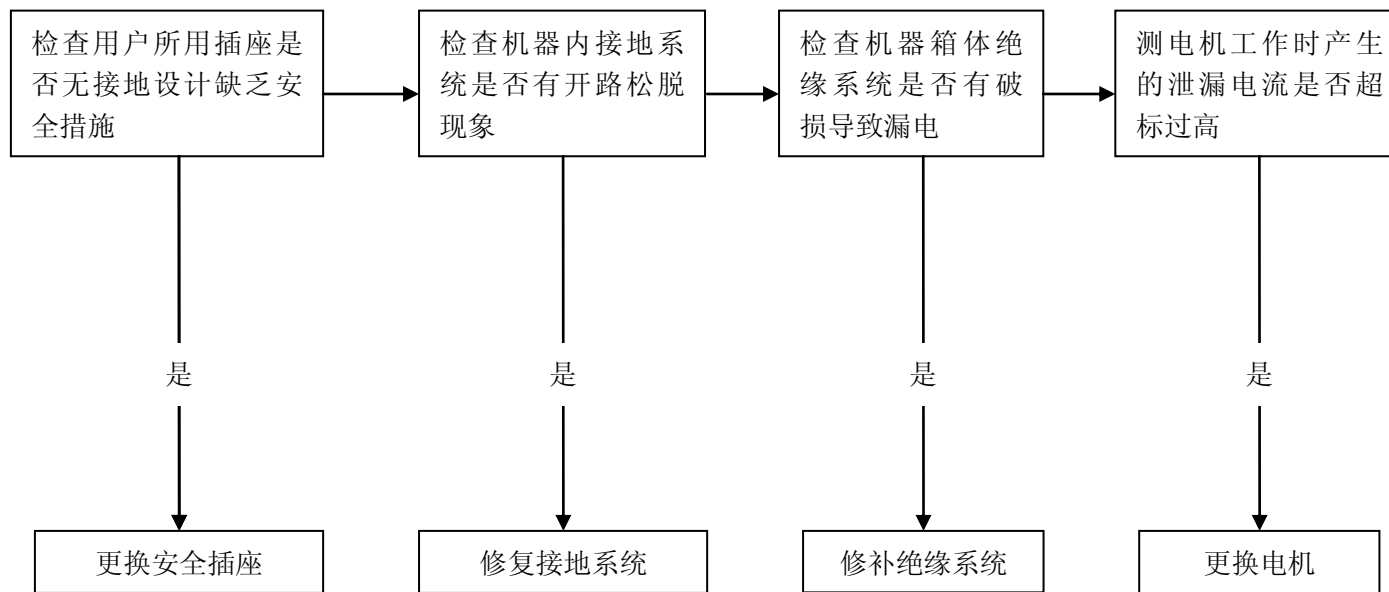 检查用户所用插座是
否无接地设计缺乏安
全措施
检查机器内接地系
统是否有开路松脱
现象
检查机器箱体绝
缘系统是否有破
损导致漏电
测电机工作时产生
的泄漏电流是否超
标过高
是
是
是
是
更换安全插座
修复接地系统
修补绝缘系统
更换电机